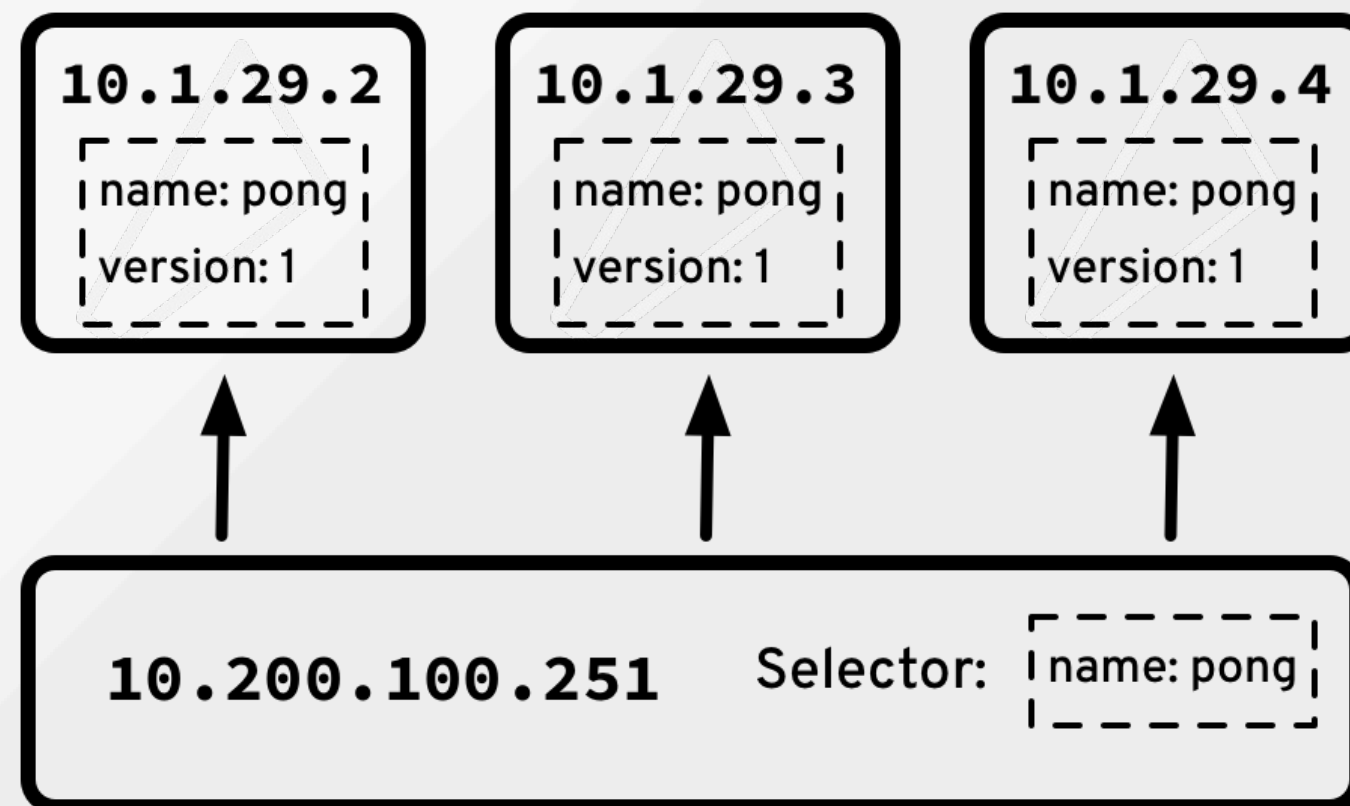 10.1.29.2
name: pong
version: 1
10.1.29.3
name: pong
version: 1
10.1.29.4
name: pong
version: 1
10.200.100.251
Selector:
name: pong